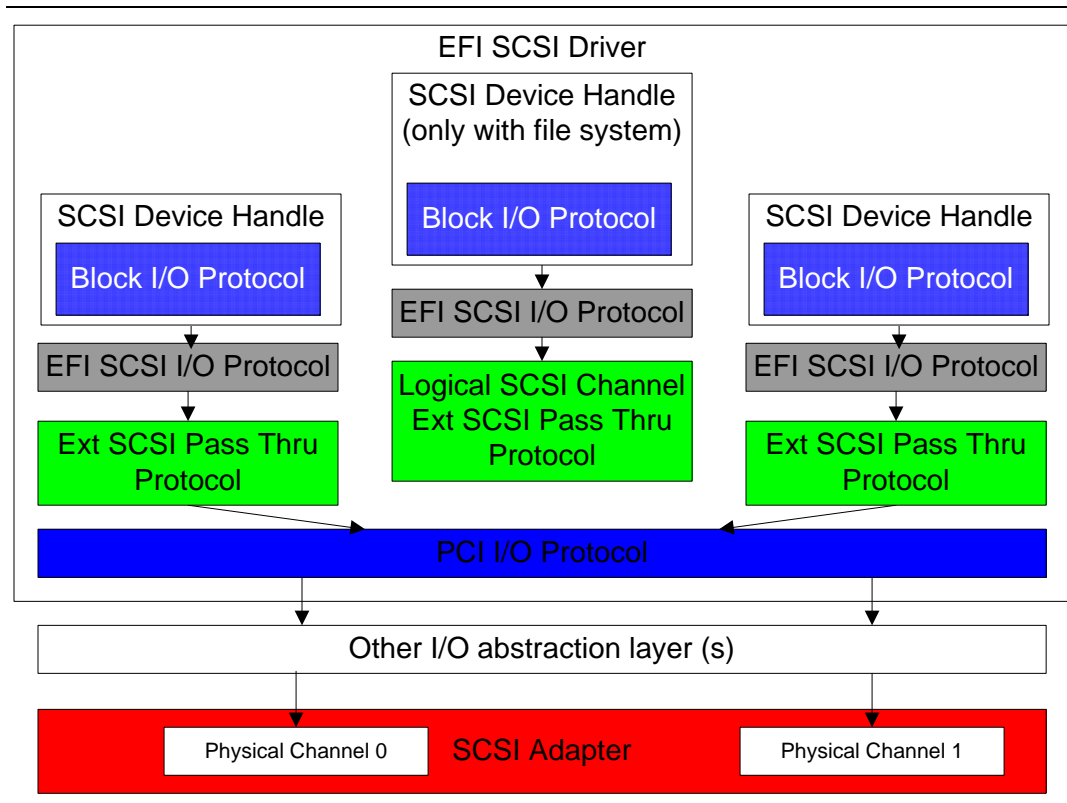 EFI SCSI Driver
SCSI Device Handle
(only with file system)
Block I/O Protocol
SCSI Device Handle
Block I/O Protocol
SCSI Device Handle
Block I/O Protocol
EFI SCSI I/O Protocol
EFI SCSI I/O Protocol
EFI SCSI I/O Protocol
Logical SCSI Channel
Ext SCSI Pass Thru
Protocol
Ext SCSI Pass Thru
Protocol
Ext SCSI Pass Thru
Protocol
PCI I/O Protocol
Other I/O abstraction layer (s)
Physical Channel 0
SCSI Adapter
Physical Channel 1